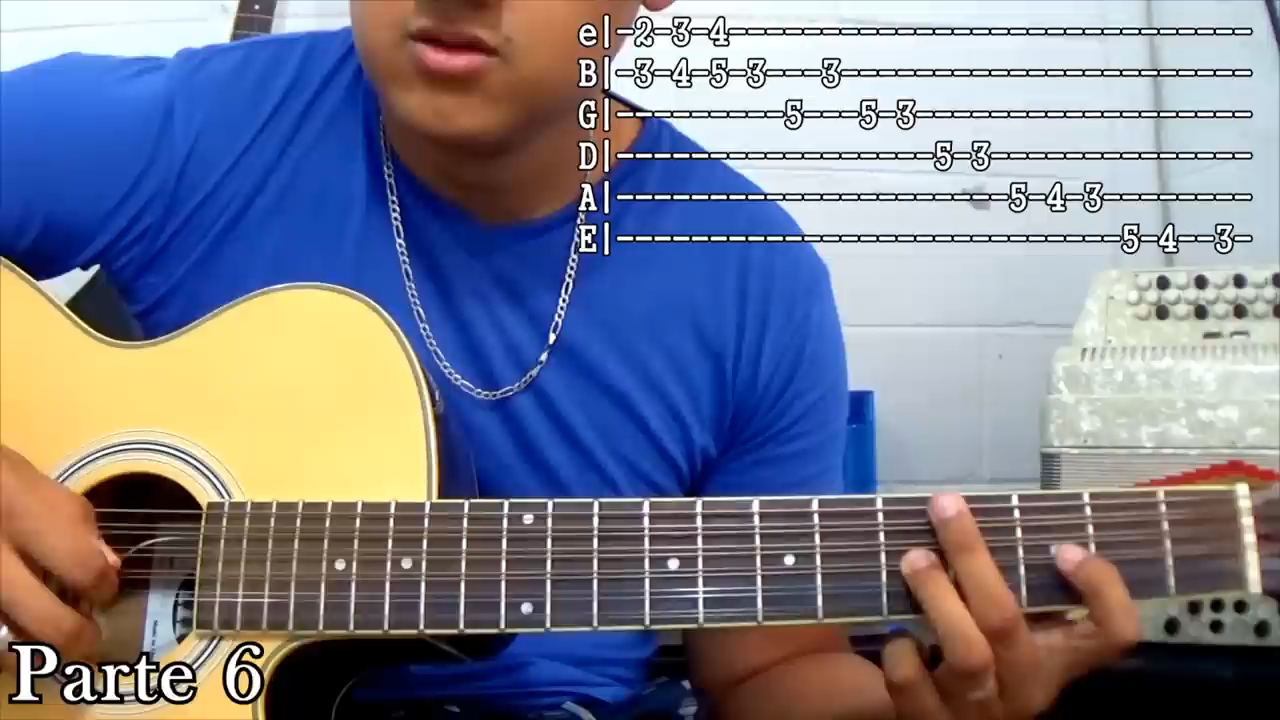 e|-2-3-4----------------------------
B|-3-4-5-3---3-----------------------
G|---------5---5-3-------------------
D|-----------------5-3---------------
A|---------------------5-4-3---------
E|---------------------------5-4--3-
Parte 6